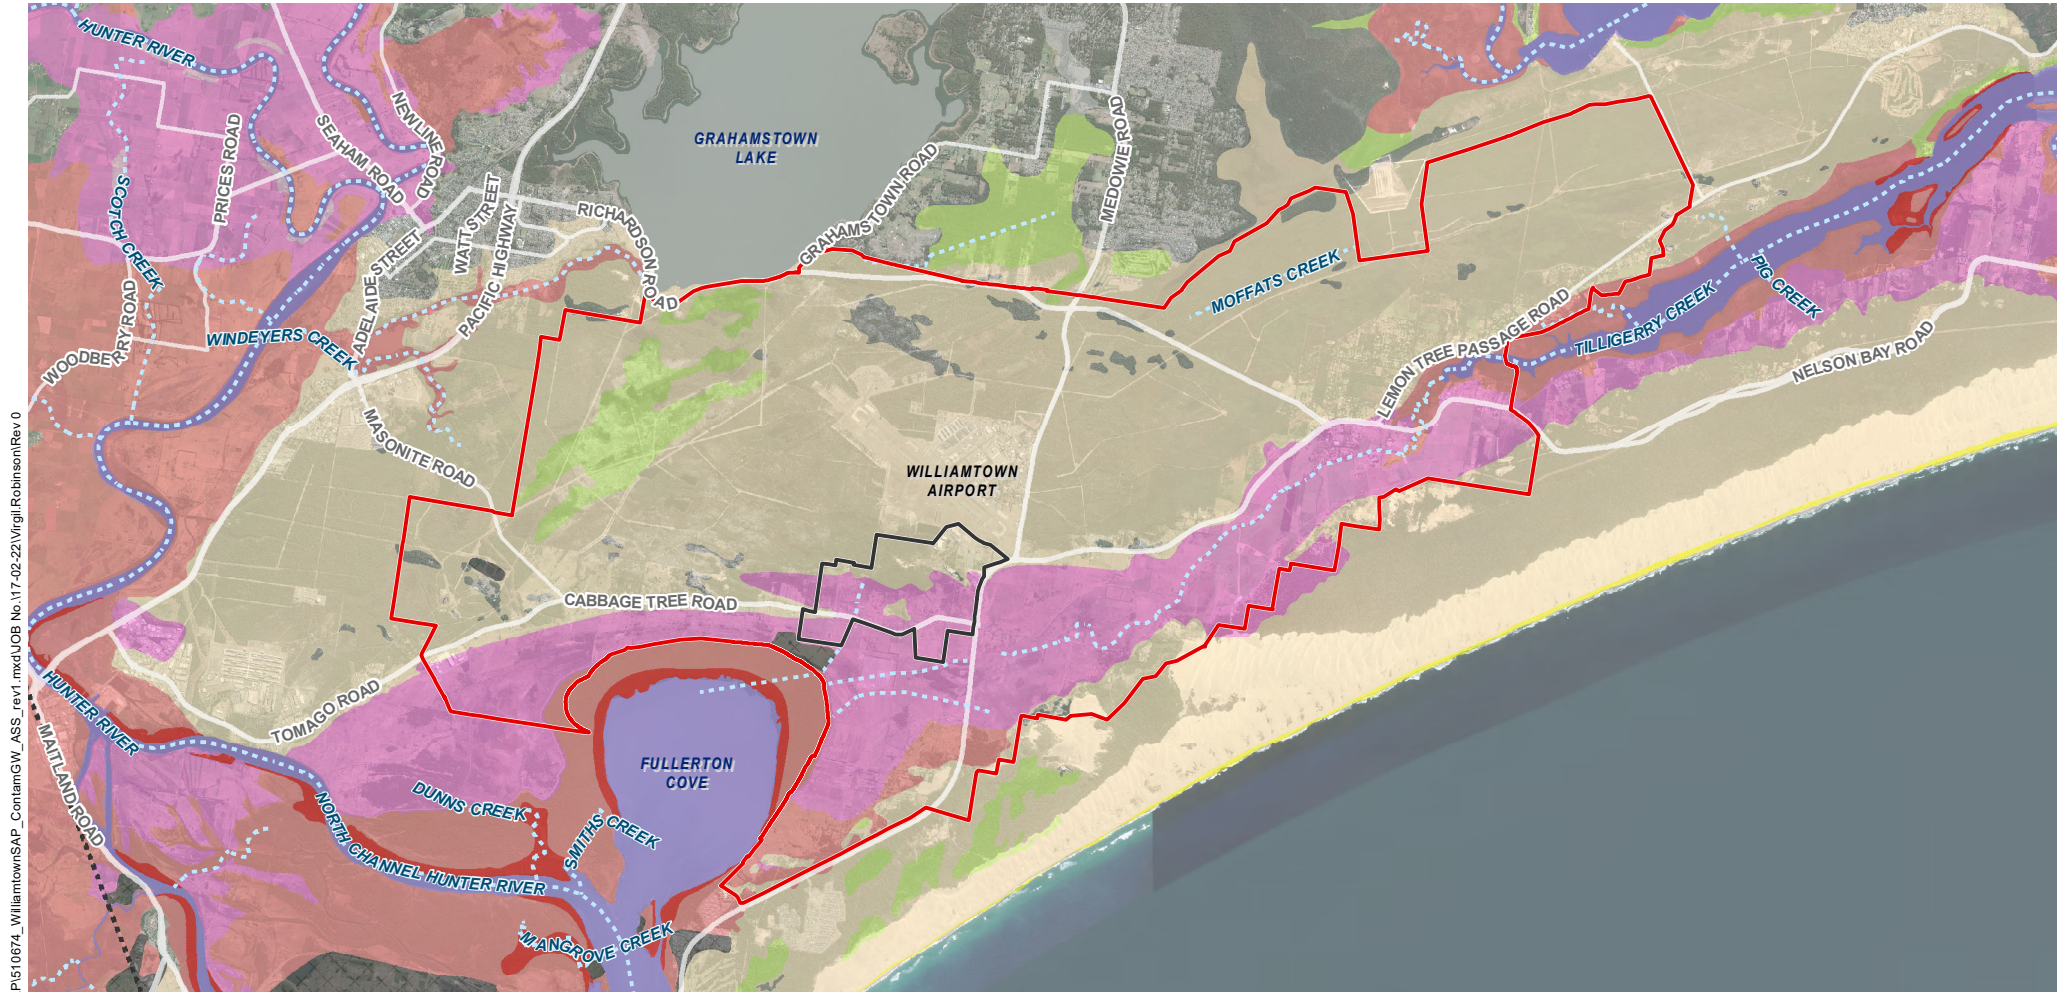 HUNTER RIVER
NEWLINE ROAD
SEAHAM ROAD
PRICES ROAD
SCOTCH CREEK
GRAHAMSTOWN
LAKE
MEDOWIE ROAD
GRAHAMSTOWN ROAD
WATT STREET
RICHARDSON ROAD
PACIFIC HIGHWAY
ADELAIDE STREET
WOODBERRY ROAD
WINDEYERS CREEK
MOFFATS CREEK
PIG CREEK
TILLIGERRY CREEK
LEMON TREE PASSAGE ROAD
NELSON BAY ROAD
MASONITE ROAD
WILLIAMTOWN
AIRPORT
CABBAGE TREE ROAD
TOMAGO ROAD
HUNTER RIVER
MAITLAND ROAD
FULLERTON
COVE
DUNNS CREEK
SMITHS CREEK
NORTH CHANNEL HUNTER RIVER
MANGROVE CREEK
P\510674_WilliamtownSAP_ContamGW_ASS_rev1.mxd\JOB No.\17-02-22\Virgil.Robinson\Rev 0